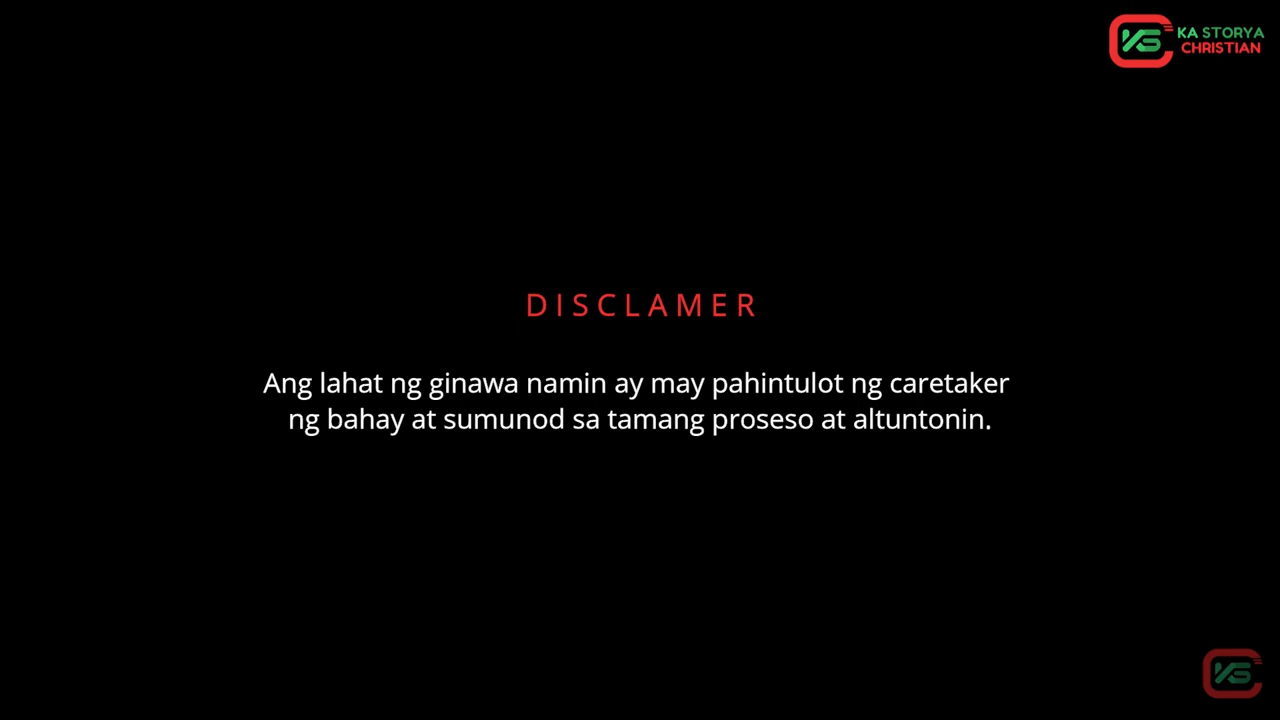 KA STORYA
CHRISTIAN
DISCLAMER
Ang lahat ng ginawa namin ay may pahintulot ng caretaker
ng bahay at sumunod sa tamang proseso at altuntonin.